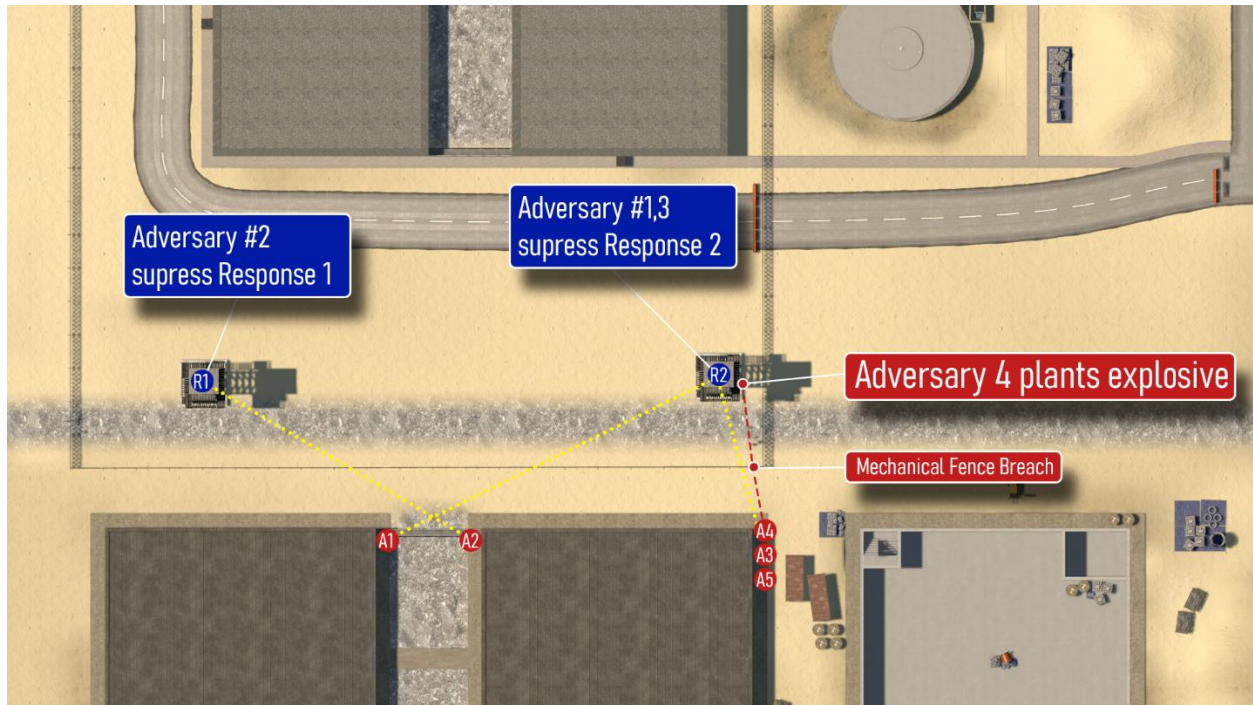 Adversary #2
supress Response 1
Adversary #1,3
supress Response 2
R1
R2
Adversary 4 plants explosive
Mechanical Fence Breach
A1
A2
A4
A3
A5